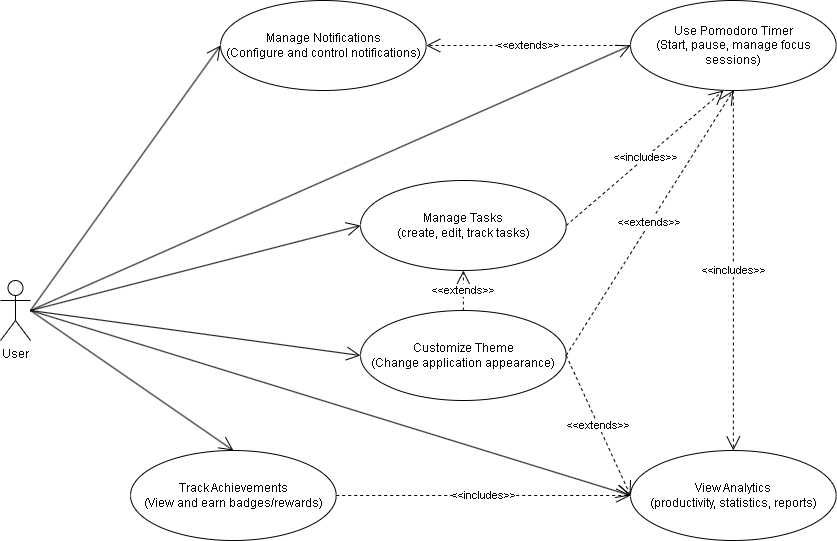 Manage Notifications
(Configure and control notifications)
<<extends>>
Use Pomodoro Timer
(Start, pause, manage focus
sessions)
<<includes>>
Manage Tasks
(create, edit, track tasks)
<<extends>>
<<includes>>
<<extends>>
User
Customize Theme
(Change application appearance)
<<extends>>
Track Achievements
(View and earn badges/rewards)
<<includes>>
View Analytics
(productivity, statistics, reports)